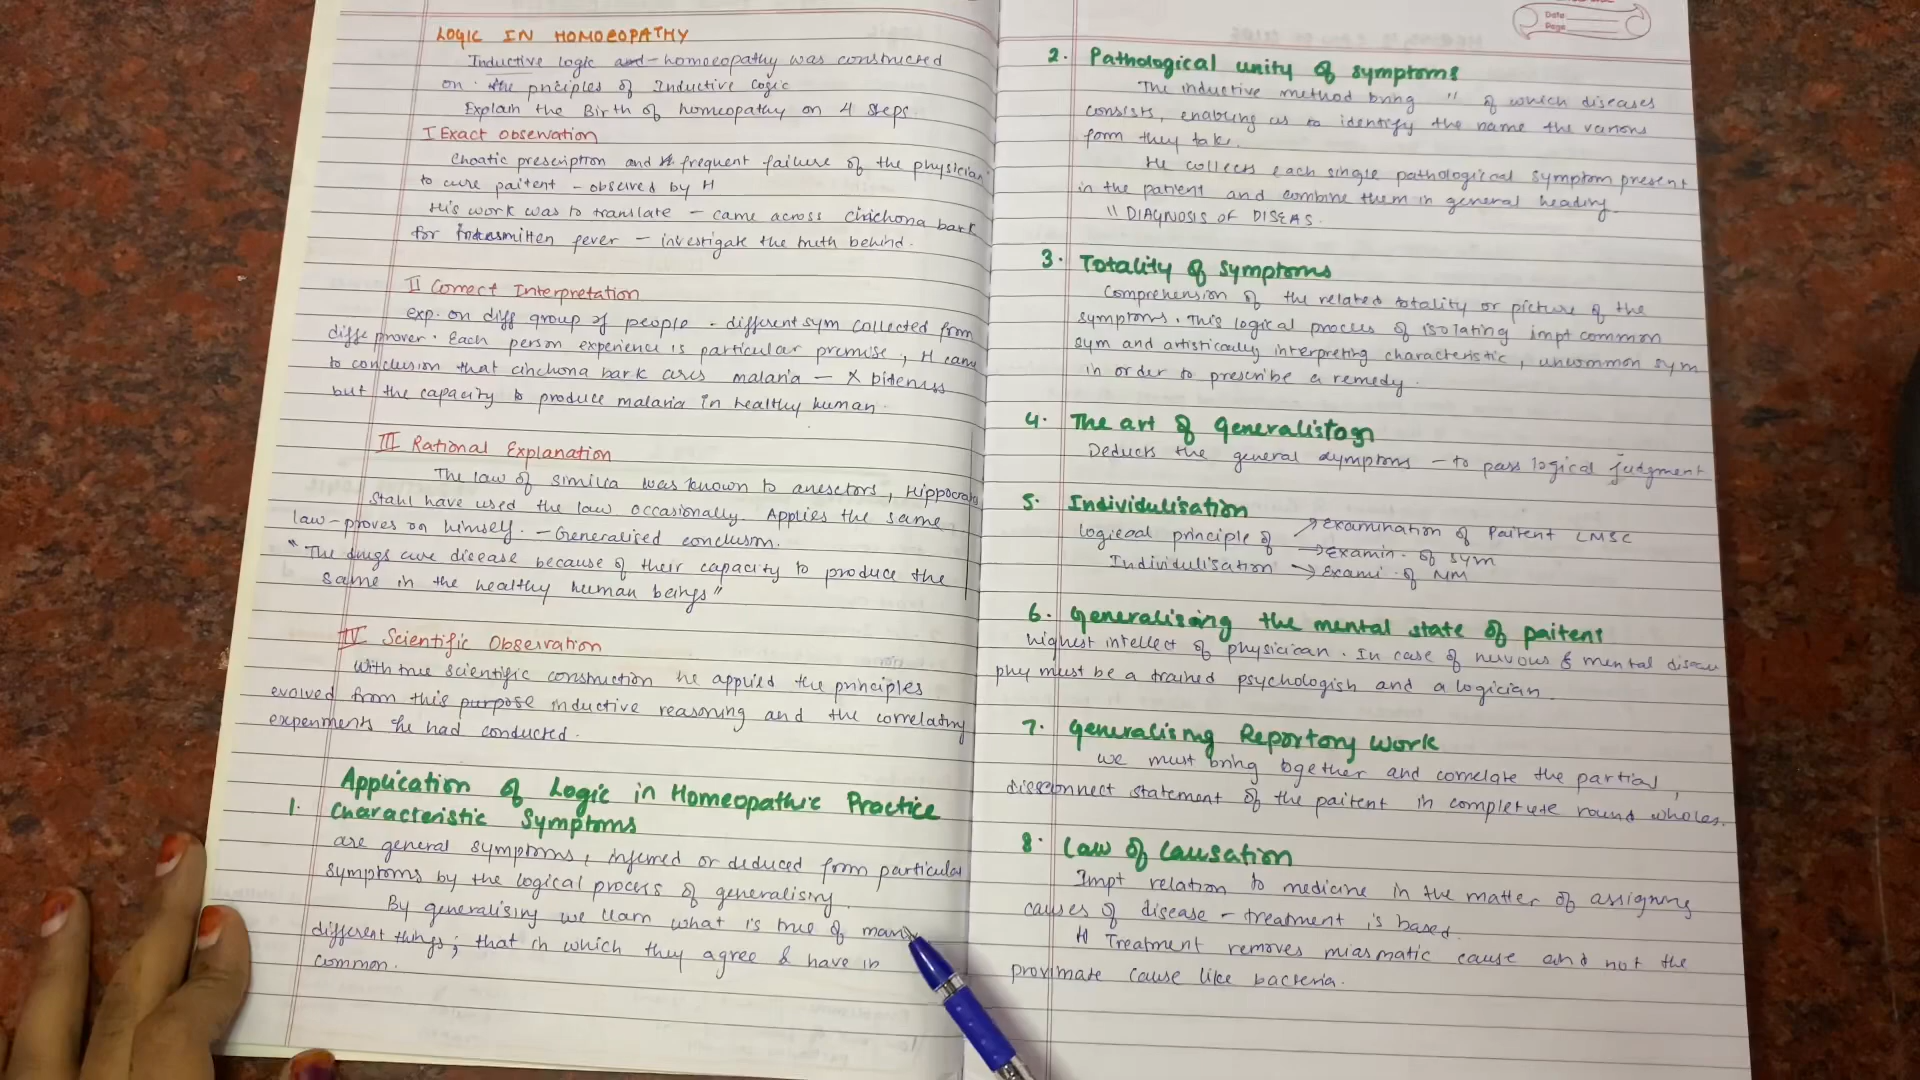 LOGIC IN HOMOEOPATHY
Inductive logic and - homoeopathy was constructed
on the priciples of Inductive Logic
Explain the Birth of homeopathy on 4 steps
I Exact observation
Choatic prescription and frequent failure of the physician
to cure paitent - observed by H
His work was to translate - came across cinchona bark
for fever - investigate the truth behind.
II Correct Interpretation
exp. on diff group of people - different sym collected from
diffe prover. Each person experience is particular premise, H came
to conclusion that cinchona bark cures malaria - X bitterness
but the capacity to produce malaria in healthy human.
III Rational Explanation
The law of similia was known to ancsetors, Hippocrates
Stahl have used the law occasionally. Applies the same
law - proves on himself. - Generalised conclusion.
"The drugs cure disease because of their capacity to produce the
same in the healthy human beings"
IV Scientific Observation
With true scientific construction he applied the principles
evolved from this purpose inductive reasoning and the correlating
experiments he had conducted.
Application of Logic in Homeopathic Practice
1. Characteristic Symptoms
are general symptoms, inferred or deduced form particular
symptoms by the logical process of generalising.
By generalising we learn what is true of many
different things; that in which they agree & have in
common.
Date
Page
2. Pathological unity of symptoms
The inductive method bring " of which diseases
consists, enabling us to identify the name the various
form they take.
He collects each single pathological symptom present
in the patient and combine them in general heading
" DIAGNOSIS OF DISEAS.
3. Totality of symptoms
Comprehension of the related totality or picture of the
symptoms. This logical process of isolating impt common
sym and artistically interpreting characteristic, uncommon sym
in order to prescribe a remedy.
4. The art of
Deducts the general symptoms - to pass logical judgment
5. Individulisation
logical principle of → Examination of Paitent LMSC
→ Examin. of sym
Individulisation → Exami. of MM
6. Generalising the mental state of paitent
highest intellect of physician. In case of nervous & mental disease
phy must be a trained psychologish and a logician
7. Generalising Reportory Work
we must bring together and correlate the partial,
disconnect statement of the paitent in round wholes.
8. Law of Causation
Impt relation to medicine in the matter of assigning
causes of disease - treatment is based.
H Treatment removes miasmatic cause and not the
proximate cause like bacteria.